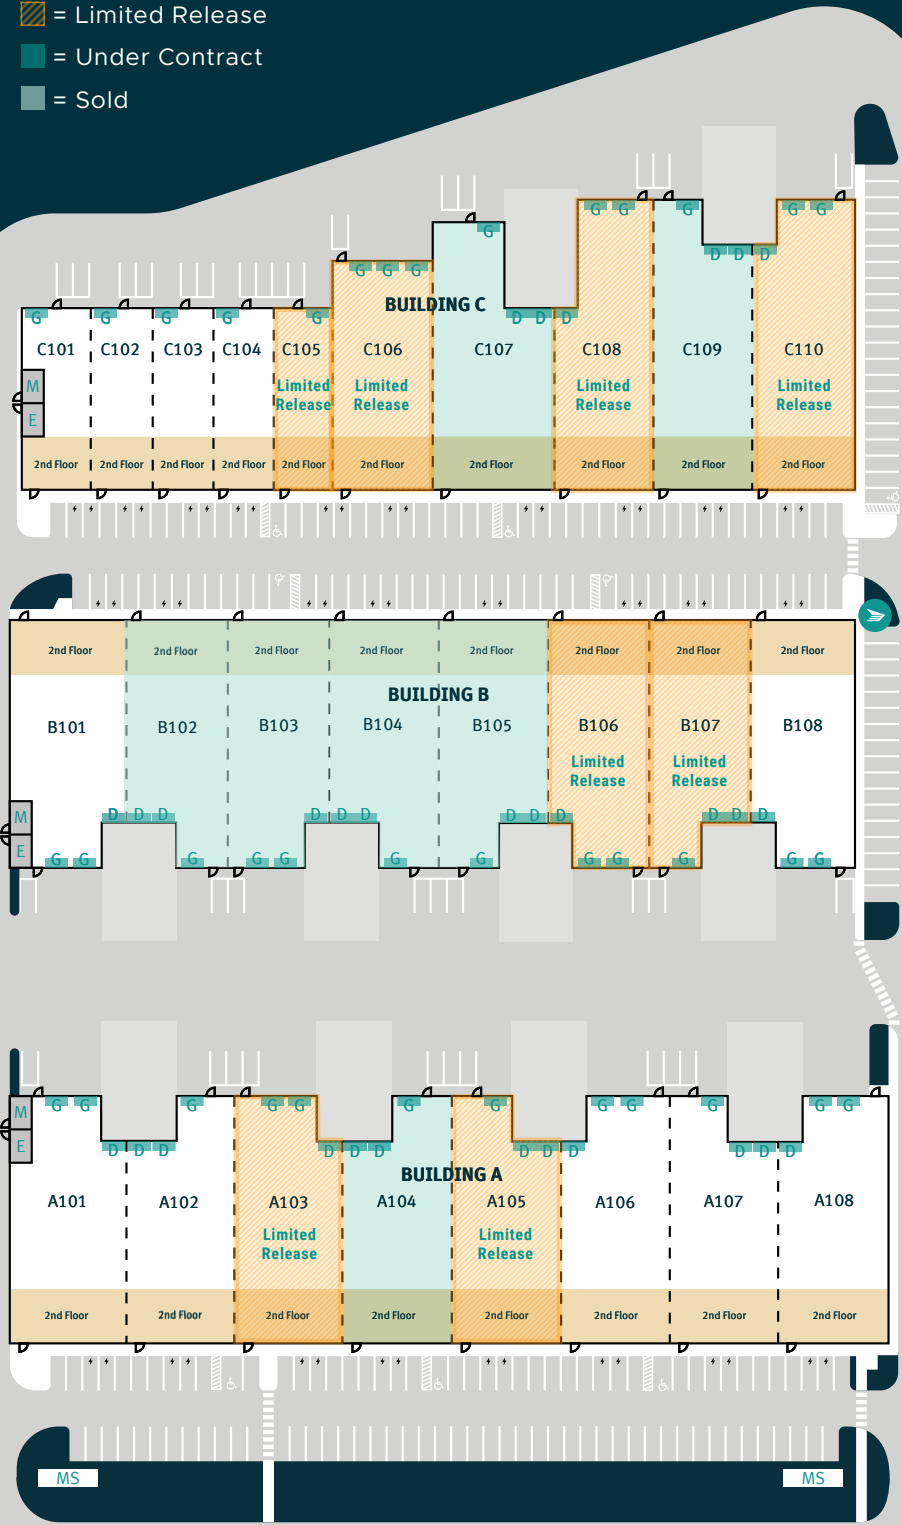 = Limited Release
= Under Contract
= Sold
G G G G
G G G
G
G G G G G
D D D
G G G G G
D D D
BUILDING C
C101 C102 C103 C104 C105 C106 C107 C108 C109 C110
Limited Release
Limited Release
Limited Release
Limited Release
M
E
2nd Floor 2nd Floor 2nd Floor 2nd Floor 2nd Floor 2nd Floor 2nd Floor 2nd Floor 2nd Floor 2nd Floor
2nd Floor 2nd Floor 2nd Floor 2nd Floor 2nd Floor 2nd Floor 2nd Floor 2nd Floor
BUILDING B
B101 B102 B103 B104 B105 B106 B107 B108
Limited Release
Limited Release
M
E
D D D D D D D D D D D D
G G G G G G G G G G G G
M
E
G G G G G G G G G G G G
D D D D D D D D D D D D
BUILDING A
A101 A102 A103 A104 A105 A106 A107 A108
Limited Release
Limited Release
2nd Floor 2nd Floor 2nd Floor 2nd Floor 2nd Floor 2nd Floor 2nd Floor 2nd Floor
MS MS